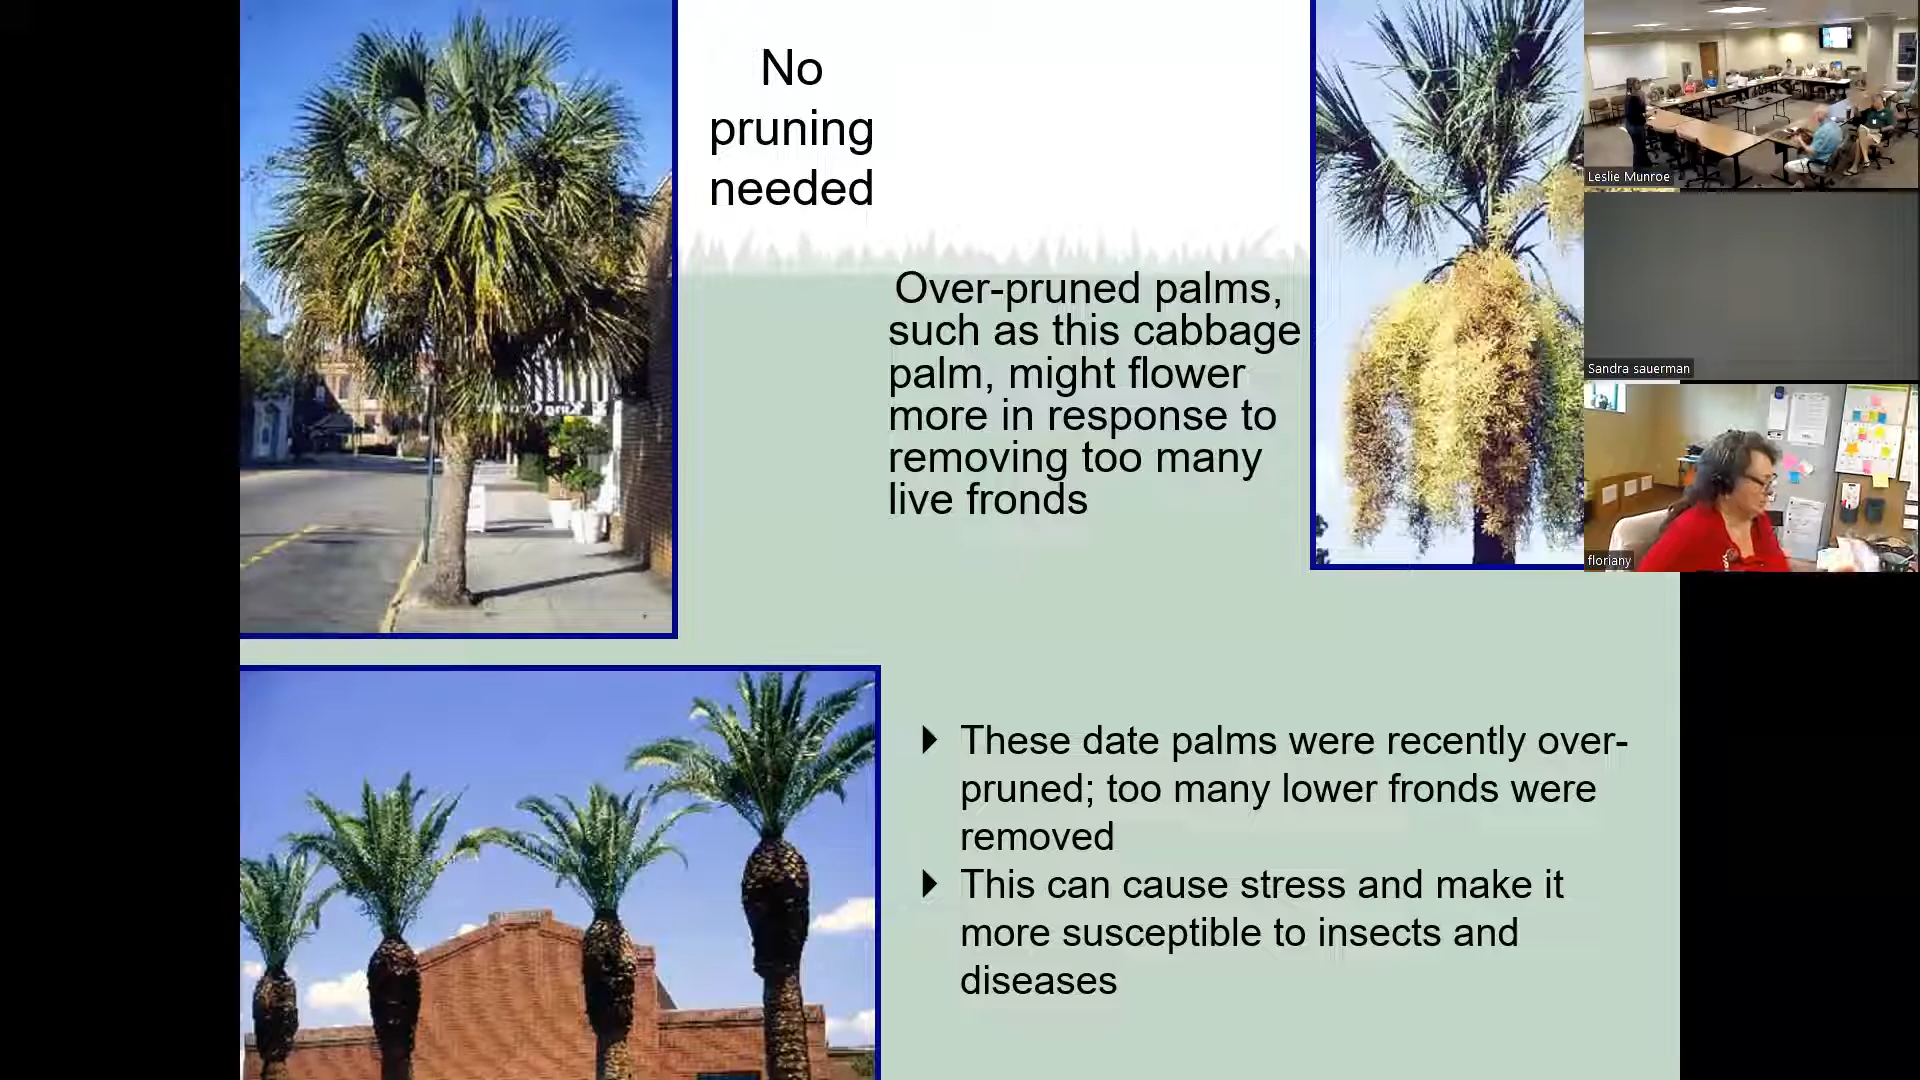 No
pruning
needed
Over-pruned palms,
such as this cabbage
palm, might flower
more in response to
removing too many
live fronds
These date palms were recently over-
pruned; too many lower fronds were
removed
This can cause stress and make it
more susceptible to insects and
diseases
Leslie Munroe
Sandra sauerman
floriany